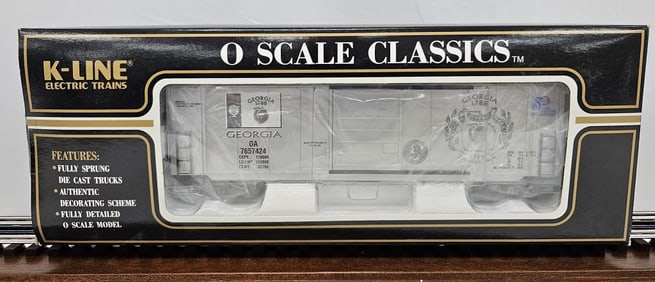 O SCALE CLASSICS™
K-LINE®
ELECTRIC TRAINS
GEORGIA
1788
GEORGIA
GA
7657424
CAPY.
GEORGIA
1788
FEATURES:
• FULLY SPRUNG
DIE CAST TRUCKS
• AUTHENTIC
DECORATING SCHEME
• FULLY DETAILED
O SCALE MODEL